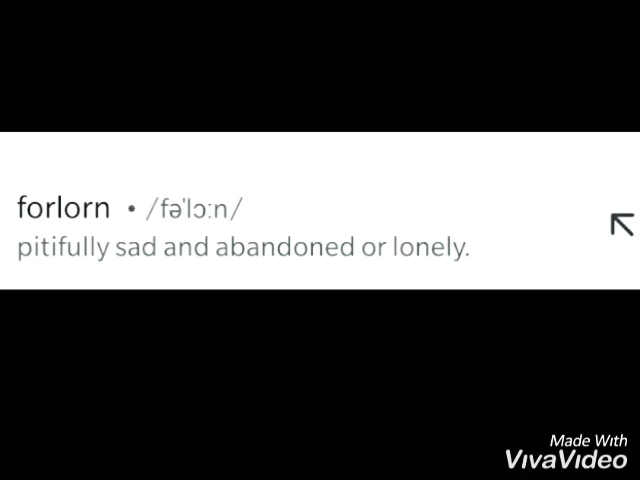 forlorn • /fəˈlɔːn/
pitifully sad and abandoned or lonely.
Made With
VivaVideo